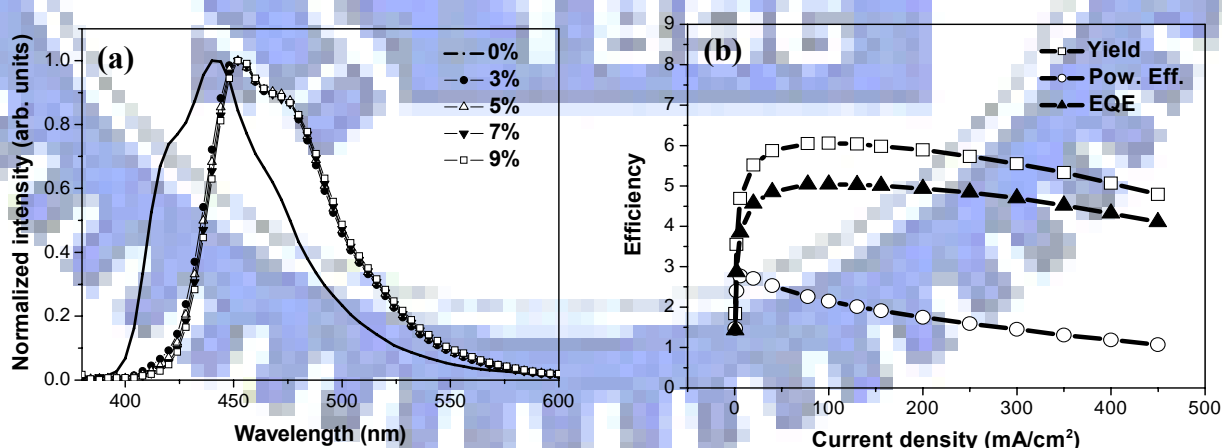 (a)
0%
3%
5%
7%
9%
Normalized intensity (arb. units)
1.0
0.8
0.6
0.4
0.2
0.0
400 450 500 550 600
Wavelength (nm)
(b)
Yield
Pow. Eff.
EQE
Efficiency
9
8
7
6
5
4
3
2
1
0
0 100 200 300 400 500
Current density (mA/cm²)